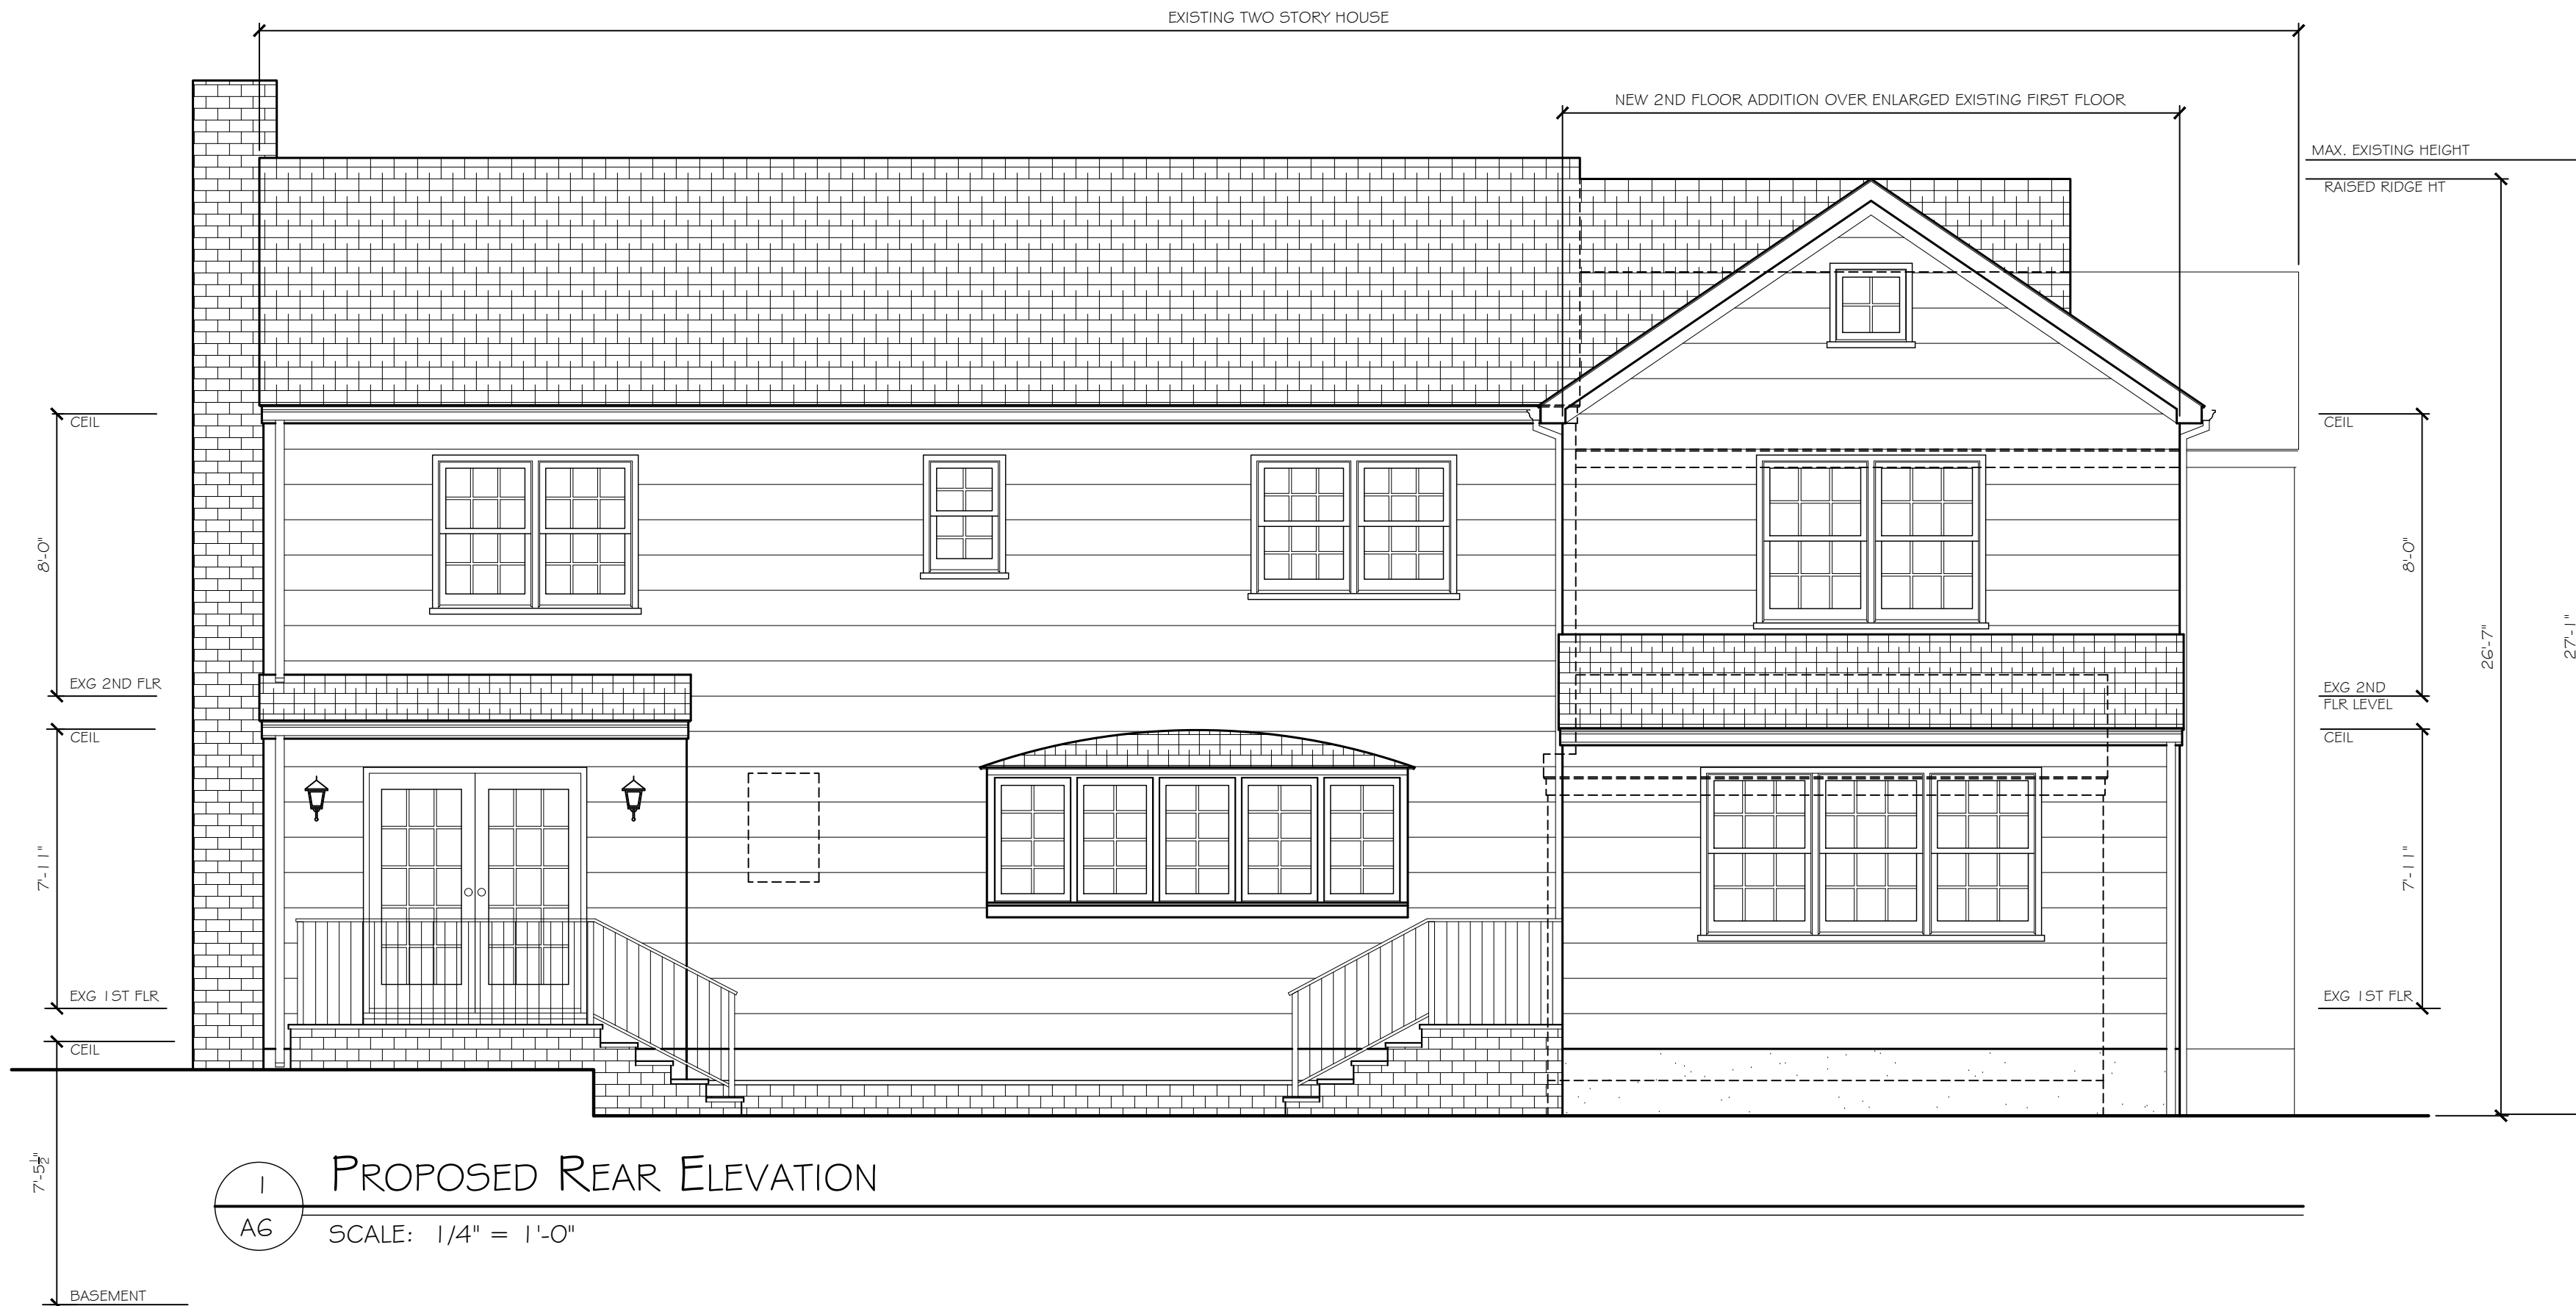 EXISTING TWO STORY HOUSE
NEW 2ND FLOOR ADDITION OVER ENLARGED EXISTING FIRST FLOOR
MAX. EXISTING HEIGHT
RAISED RIDGE HT
CEIL
CEIL
8'-0"
8'-0"
26'-7"
27'-1"
EXG 2ND FLR
EXG 2ND
FLR LEVEL
CEIL
CEIL
7'-11"
7'-11"
EXG 1ST FLR
EXG 1ST FLR
CEIL
7'-5½"
1
A6
PROPOSED REAR ELEVATION
SCALE: 1/4" = 1'-0"
BASEMENT